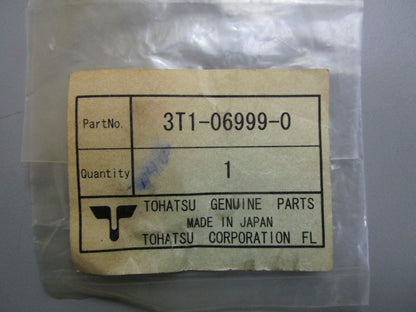 PartNo. 3T1-06999-0
Quantity 1
TOHATSU GENUINE PARTS
MADE IN JAPAN
TOHATSU CORPORATION FL